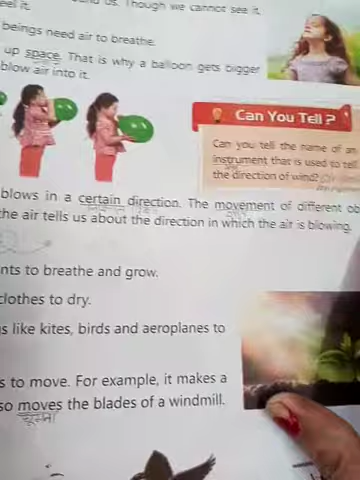 us. Though we cannot see it,
feel it.
beings need air to breathe.
up space. That is why a balloon gets bigger
blow air into it.
Can You Tell?
Can you tell the name of an
instrument that is used to tell
the direction of wind?
blows in a certain direction. The movement of different ob
the air tells us about the direction in which the air is blowing.
nts to breathe and grow.
clothes to dry.
s like kites, birds and aeroplanes to
s to move. For example, it makes a
so moves the blades of a windmill.